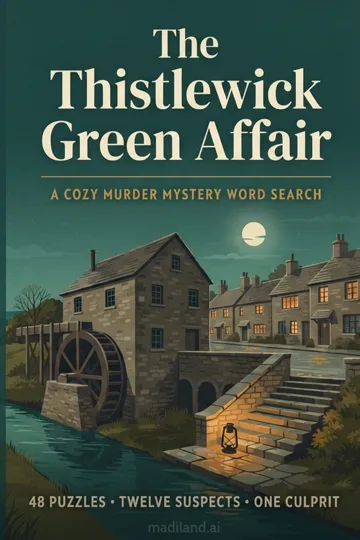 The
Thistlewick
Green Affair
A COZY MURDER MYSTERY WORD SEARCH
48 PUZZLES • TWELVE SUSPECTS • ONE CULPRIT
madiland.ai